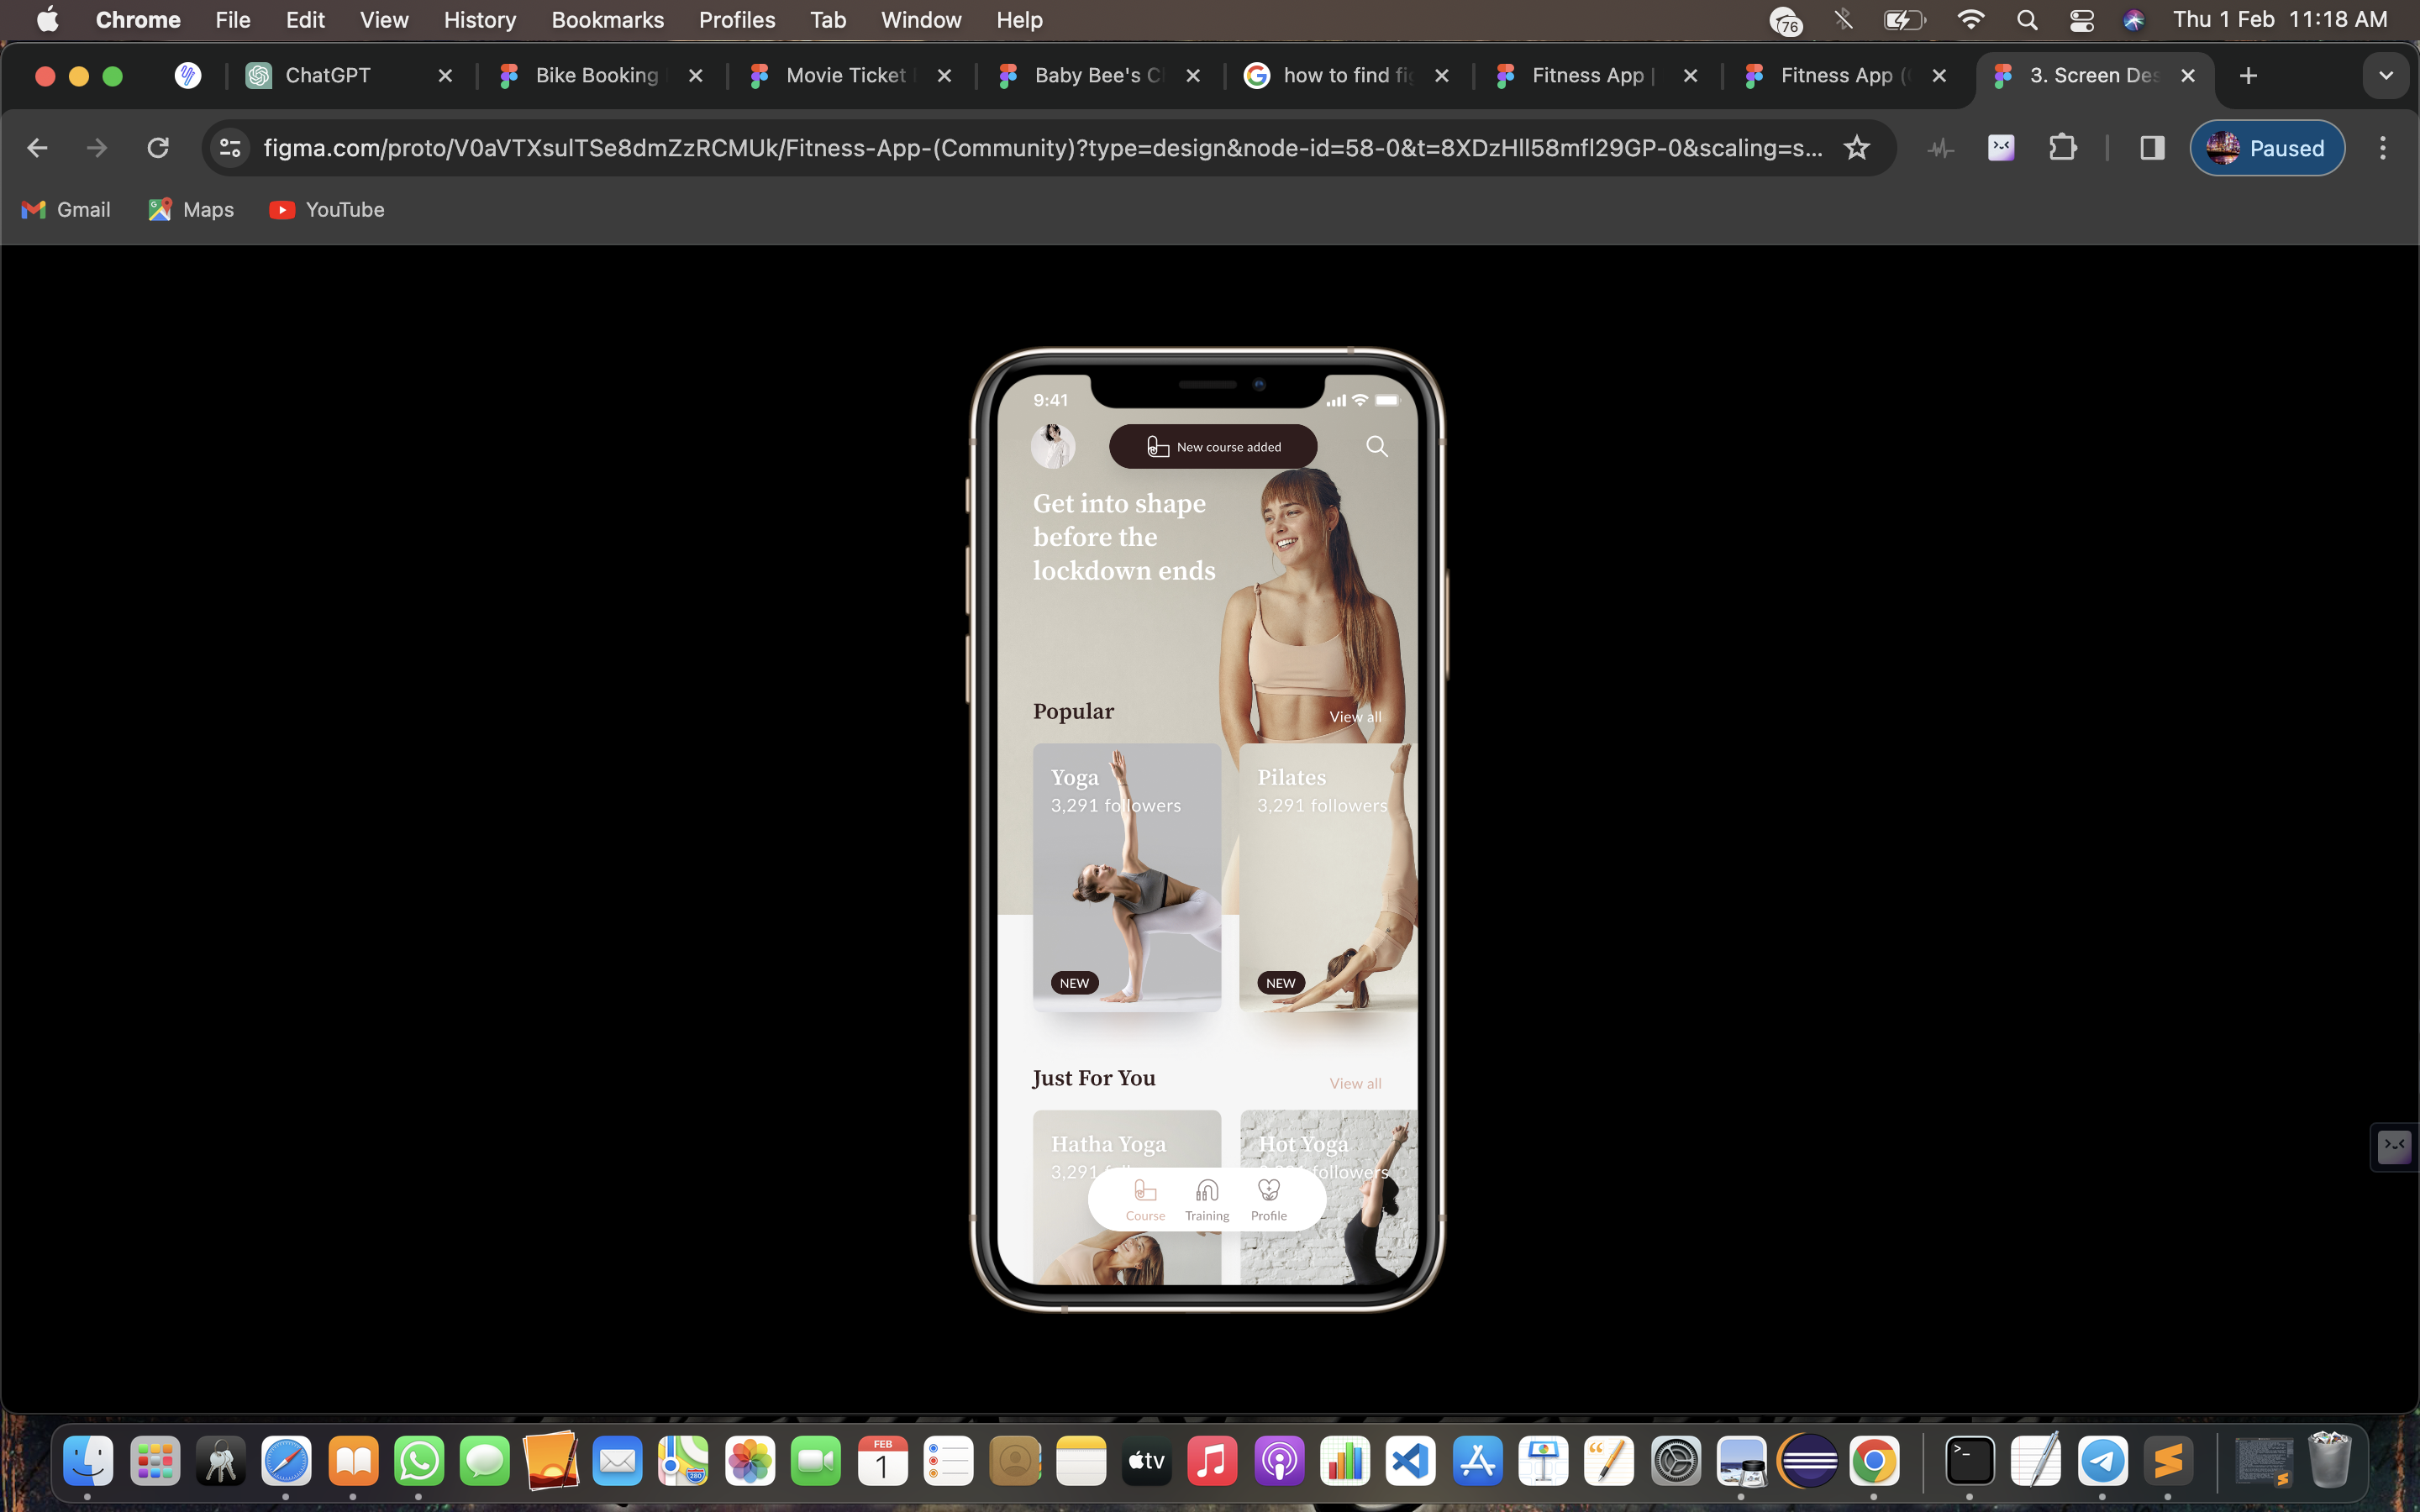 Chrome File Edit View History Bookmarks Profiles Tab Window Help
76
Thu 1 Feb 11:18 AM
ChatGPT
Bike Booking
Movie Ticket
Baby Bee's C
how to find fi
Fitness App |
Fitness App (
3. Screen Des
figma.com/proto/V0aVTXsulTSe8dmZzRCMUk/Fitness-App-(Community)?type=design&node-id=58-0&t=8XDzHll58mfl29GP-0&scaling=s...
Paused
Gmail
Maps
YouTube
9:41
New course added
Get into shape
before the
lockdown ends
Popular
View all
Yoga
3,291 followers
NEW
Pilates
3,291 followers
NEW
Just For You
View all
Hatha Yoga
3,291
Hot Yoga
followers
Course
Training
Profile
FEB
1
280
tv